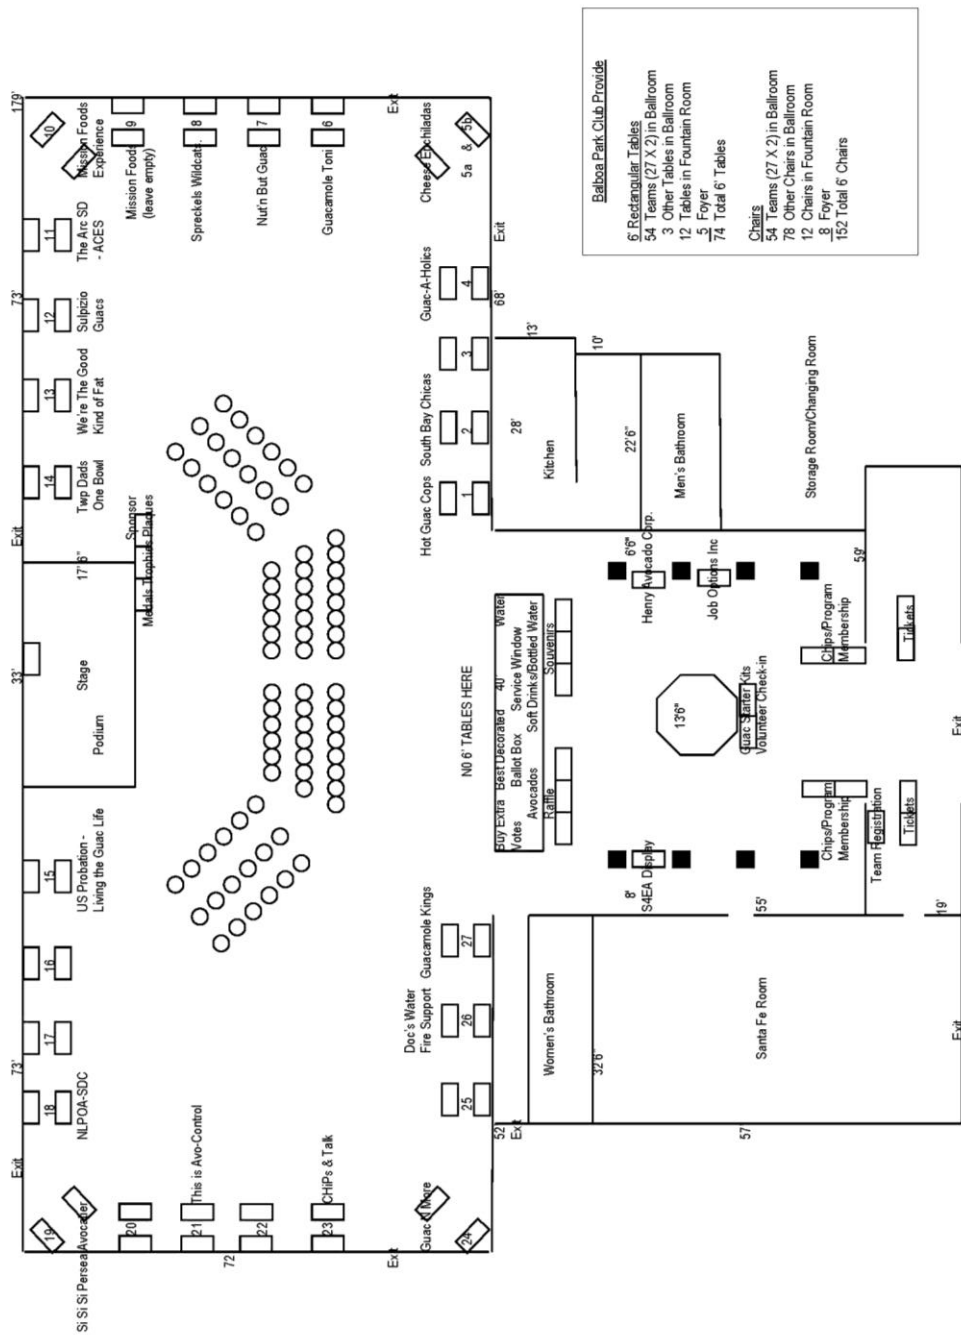 Si Si Si Persea Avocaper
19
Exit
18
NLPOA-SDC
73'
17
16
15
US Probation -
Living the Guac Life
33'
Stage
Podium
17' 6"
Exit
Sponsor
Medals Trophies Plaques
14
Twp Dads
One Bowl
13
We're The Good
Kind of Fat
12
Sulpizio
Guacs
73'
11
The Arc SD
- ACES
10
Mission Foods
Experience
179'
20
21
This is Avo-Control
22
23
CHiPs & Talk
72
Exit
Guac N More
24
9
Mission Foods
(leave empty)
8
Spreckels Wildcats.
7
Nut'n But Guac
6
Guacamole Toni
Exit
Cheese Enchiladas
5a & 5b
Exit
25
Doc's Water
Fire Support
26
Guacamole Kings
27
N0 6' TABLES HERE
Hot Guac Cops
1
South Bay Chicas
2
3
Guac-A-Holics
4
68'
52
Exit
Buy Extra
Votes
Best Decorated
Ballot Box
Avocados
40
Service Window
Water
Soft Drinks/Bottled Water
Raffle
Souvenirs
Women's Bathroom
32'6"
Santa Fe Room
57
55'
19'
Exit
8'
S4EA Display
13'6"
Guac Starter Kits
Volunteer Check-in
Chips/Program
Membership
Team Registration
Tickets
Chips/Program
Membership
Tickets
Exit
Exit
6'6"
Henry Avocado Corp.
Job Options Inc
59'
Kitchen
28'
13'
10'
22'6"
Men's Bathroom
Storage Room/Changing Room
Balboa Park Club Provide
6' Rectangular Tables
54 Teams (27 X 2) in Ballroom
3 Other Tables in Ballroom
12 Tables in Fountain Room
5 Foyer
74 Total 6' Tables
Chairs
54 Teams (27 X 2) in Ballroom
78 Other Chairs in Ballroom
12 Chairs in Fountain Room
8 Foyer
152 Total 6' Chairs